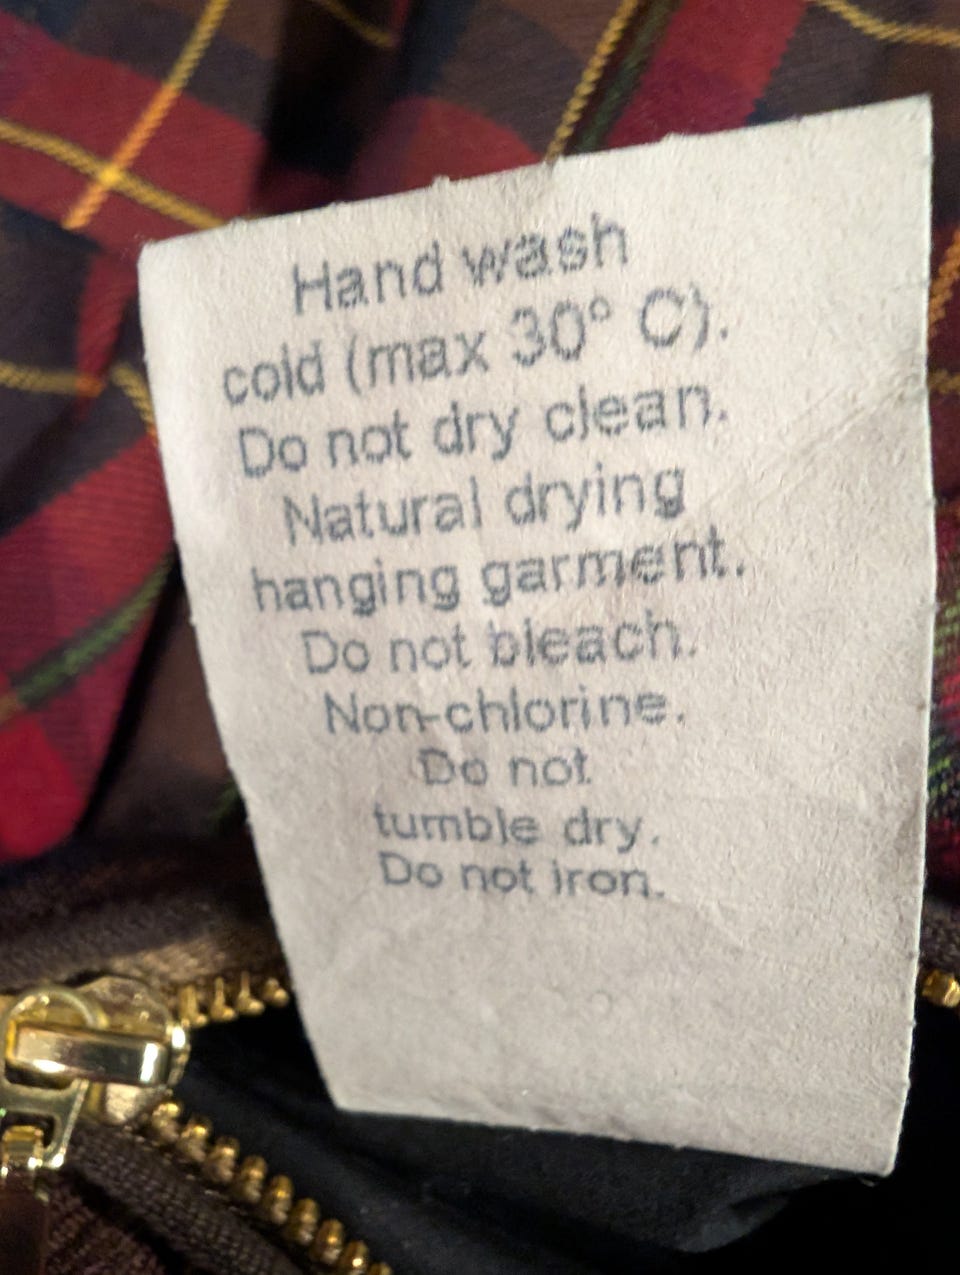 Hand wash
cold (max 30° C).
Do not dry clean.
Natural drying
hanging garment.
Do not bleach.
Non-chlorine.
Do not
tumble dry.
Do not iron.